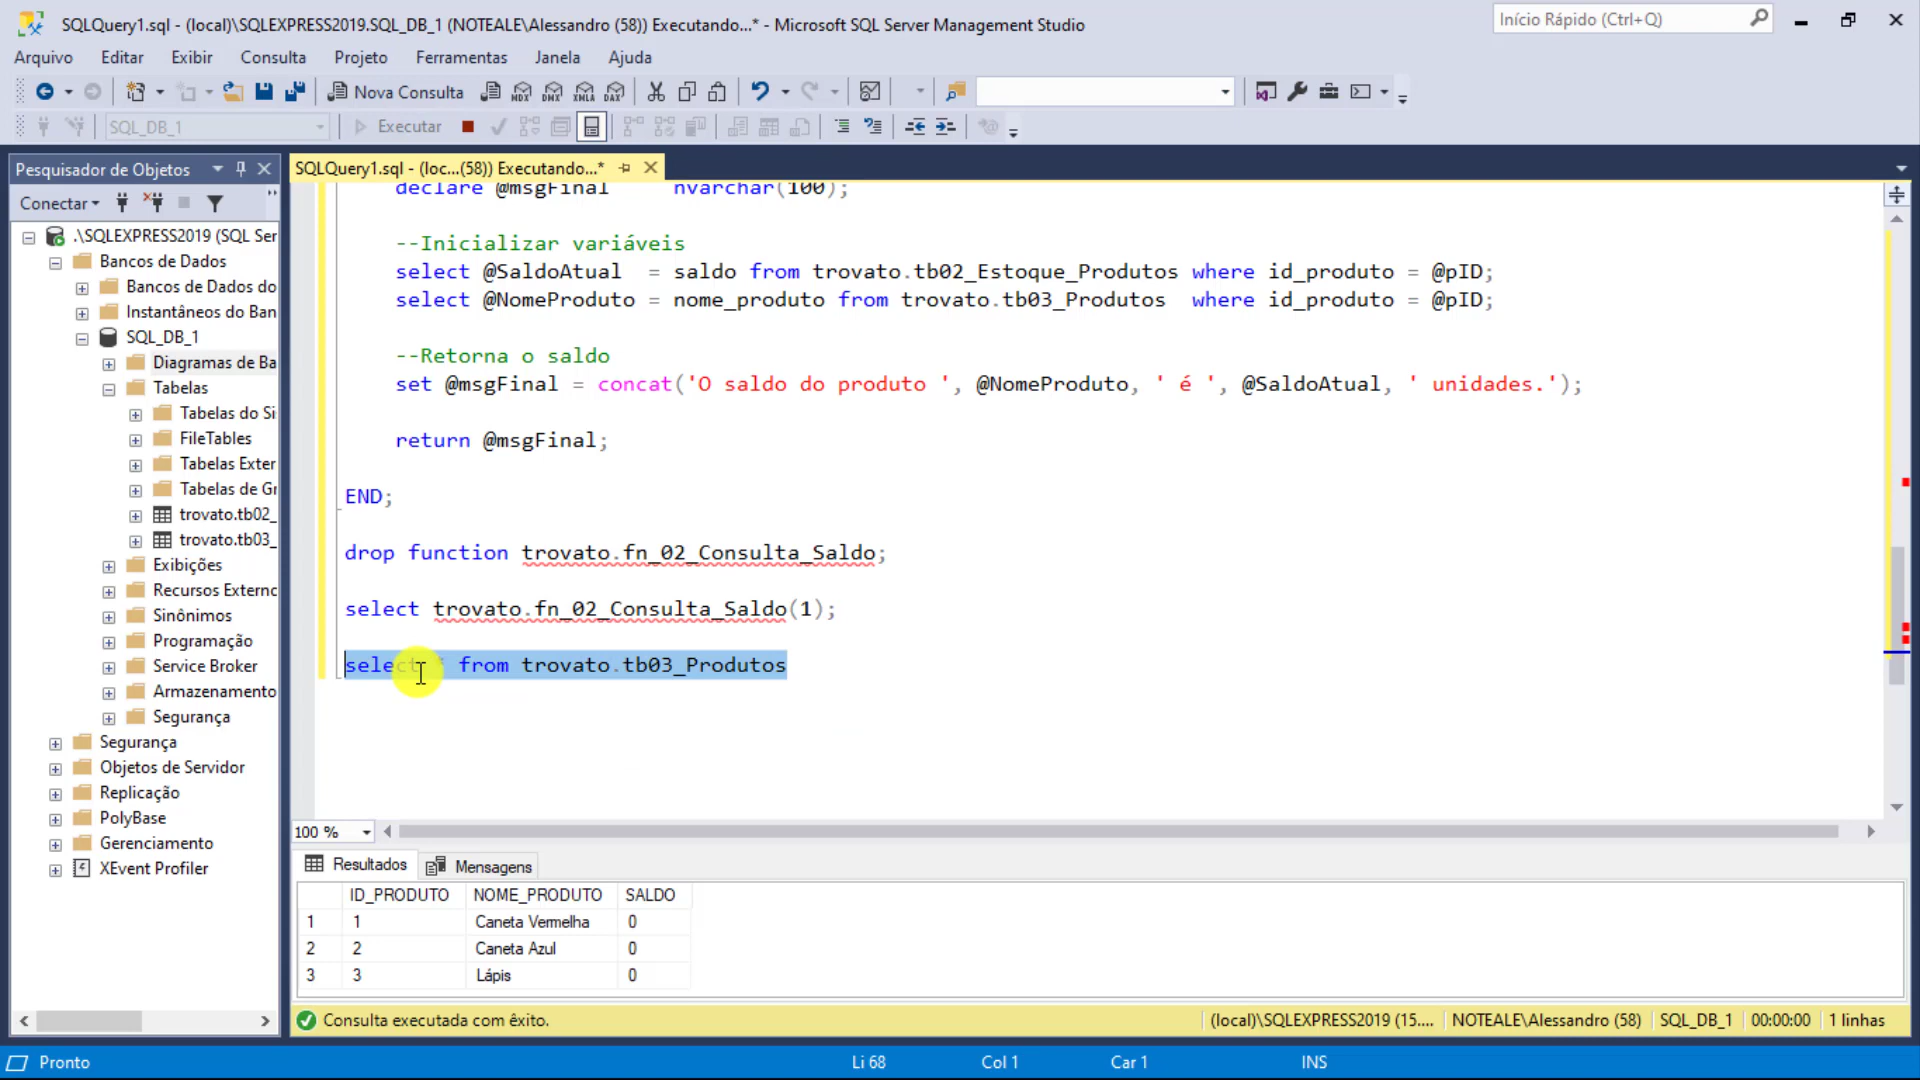 SQLQuery1.sql - (local)\SQLEXPRESS2019.SQL_DB_1 (NOTEALE\Alessandro (58)) Executando...* - Microsoft SQL Server Management Studio
Início Rápido (Ctrl+Q)
Arquivo Editar Exibir Consulta Projeto Ferramentas Janela Ajuda
Nova Consulta MDX DMX XMLA DAX
SQL_DB_1 Executar
Pesquisador de Objetos
SQLQuery1.sql - (loc...(58)) Executando...*
Conectar
.\SQLEXPRESS2019 (SQL Ser
Bancos de Dados
Bancos de Dados do
Instantâneos do Ban
SQL_DB_1
Diagramas de Ba
Tabelas
Tabelas do Si
FileTables
Tabelas Exter
Tabelas de Gr
trovato.tb02_
trovato.tb03_
Exibições
Recursos Externo
Sinônimos
Programação
Service Broker
Armazenamento
Segurança
Segurança
Objetos de Servidor
Replicação
PolyBase
Gerenciamento
XEvent Profiler
declare @msgFinal nvarchar(100);
--Inicializar variáveis
select @SaldoAtual = saldo from trovato.tb02_Estoque_Produtos where id_produto = @pID;
select @NomeProduto = nome_produto from trovato.tb03_Produtos where id_produto = @pID;
--Retorna o saldo
set @msgFinal = concat('O saldo do produto ', @NomeProduto, ' é ', @SaldoAtual, ' unidades.');
return @msgFinal;
END;
drop function trovato.fn_02_Consulta_Saldo;
select trovato.fn_02_Consulta_Saldo(1);
select * from trovato.tb03_Produtos
100 %
Resultados Mensagens
ID_PRODUTO NOME_PRODUTO SALDO
1 1 Caneta Vermelha 0
2 2 Caneta Azul 0
3 3 Lápis 0
Consulta executada com êxito. (local)\SQLEXPRESS2019 (15.... NOTEALE\Alessandro (58) SQL_DB_1 00:00:00 1 linhas
Pronto Li 68 Col 1 Car 1 INS